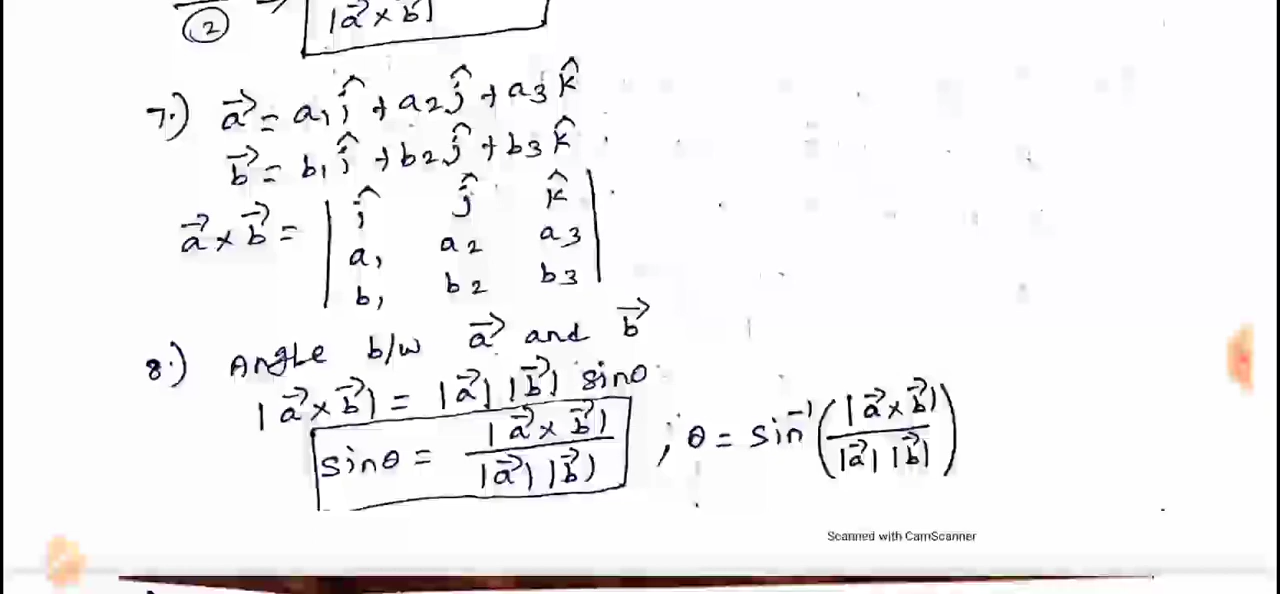 ② → |a⃗ × b⃗|
7.) a⃗ = a₁î + a₂ĵ + a₃k̂
b⃗ = b₁î + b₂ĵ + b₃k̂
a⃗ × b⃗ = | î ĵ k̂ |
| a₁ a₂ a₃ |
| b₁ b₂ b₃ |
8.) Angle b/w a⃗ and b⃗
|a⃗ × b⃗| = |a⃗| |b⃗| sinθ
sinθ = |a⃗ × b⃗| / |a⃗| |b⃗| ; θ = sin⁻¹(|a⃗ × b⃗| / |a⃗| |b⃗|)
Scanned with CamScanner